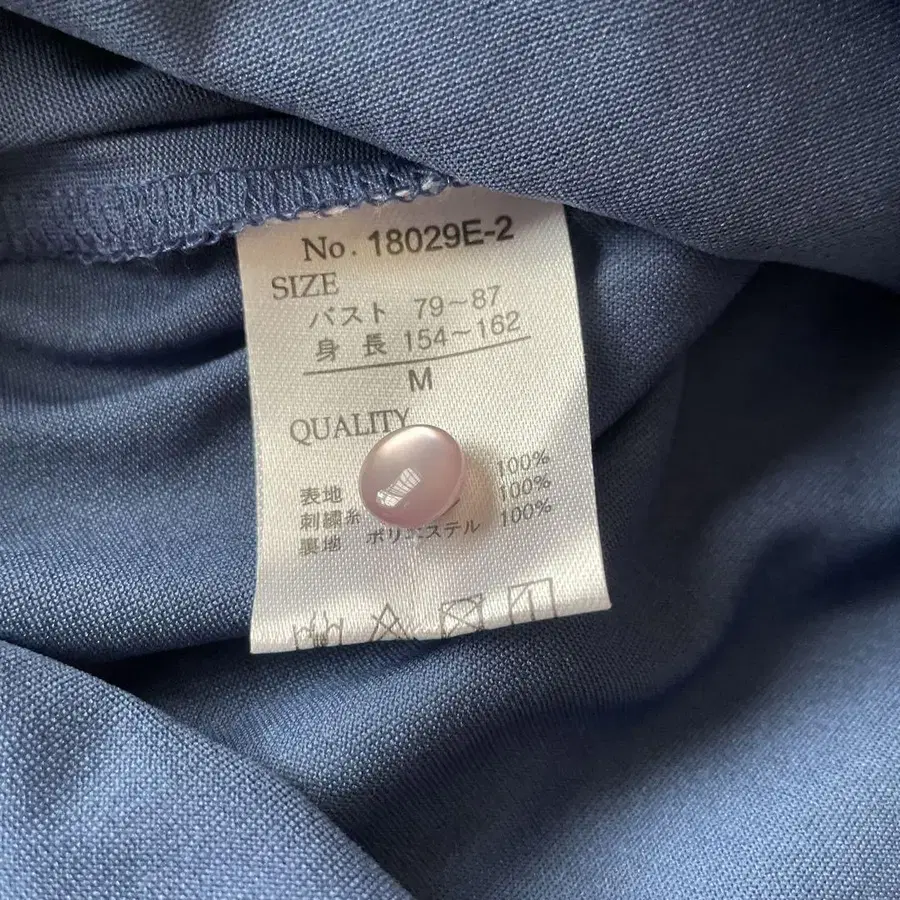 No. 18029E-2
SIZE
バスト 79～87
身 長 154～162
M
QUALITY
表地 100%
刺繍糸 100%
裏地 ポリエステル 100%